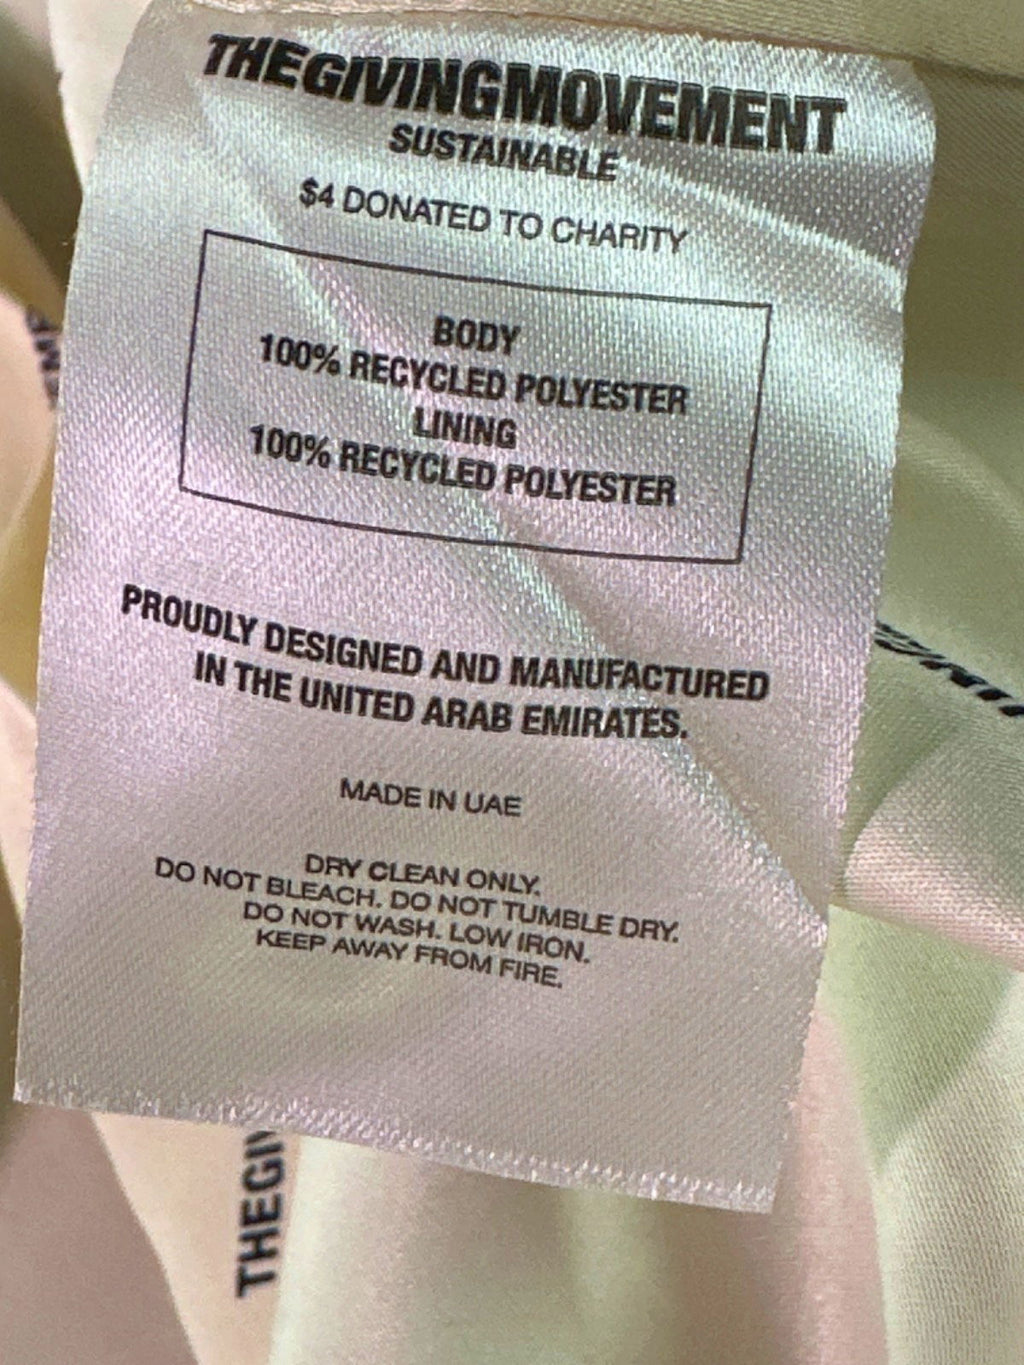 THEGIVINGMOVEMENT
SUSTAINABLE
$4 DONATED TO CHARITY
BODY
100% RECYCLED POLYESTER
LINING
100% RECYCLED POLYESTER
PROUDLY DESIGNED AND MANUFACTURED
IN THE UNITED ARAB EMIRATES.
MADE IN UAE
DRY CLEAN ONLY.
DO NOT BLEACH. DO NOT TUMBLE DRY.
DO NOT WASH. LOW IRON.
KEEP AWAY FROM FIRE.
THEGIV